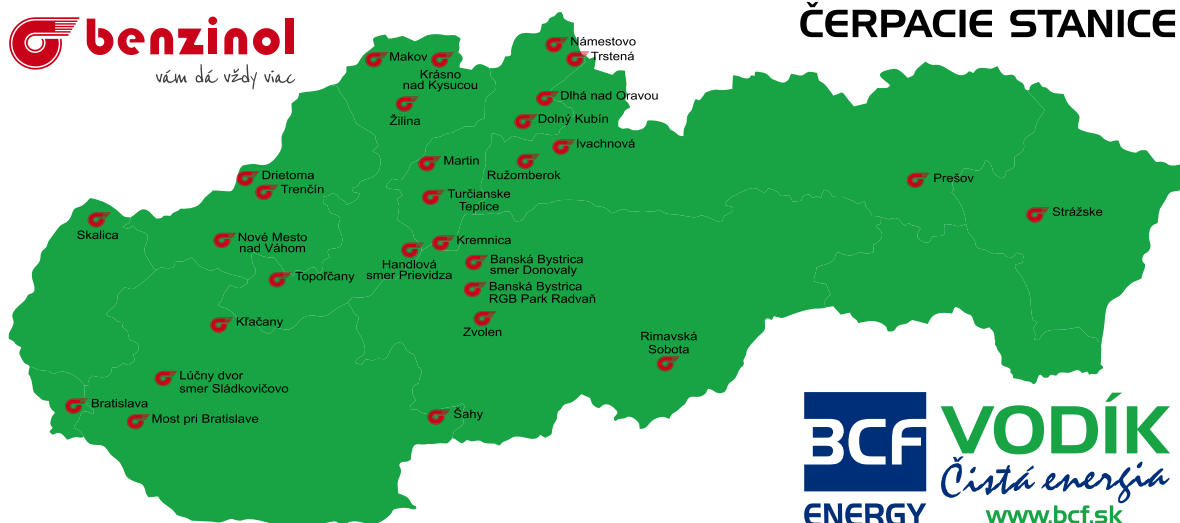 benzinol
vám dá vždy viac
ČERPACIE STANICE
Námestovo
Trstená
Makov
Krásno
nad Kysucou
Žilina
Dlhá nad Oravou
Dolný Kubín
Ivachnová
Ružomberok
Martin
Turčianske
Teplice
Drietoma
Trenčín
Prešov
Strážske
Skalica
Nové Mesto
nad Váhom
Kremnica
Handlová
smer Prievidza
Banská Bystrica
smer Donovaly
Topoľčany
Banská Bystrica
RGB Park Radvaň
Kľačany
Zvolen
Rimavská
Sobota
Lúčny dvor
smer Sládkovičovo
Bratislava
Most pri Bratislave
Šahy
BCF
ENERGY
VODÍK
Čistá energia
www.bcf.sk